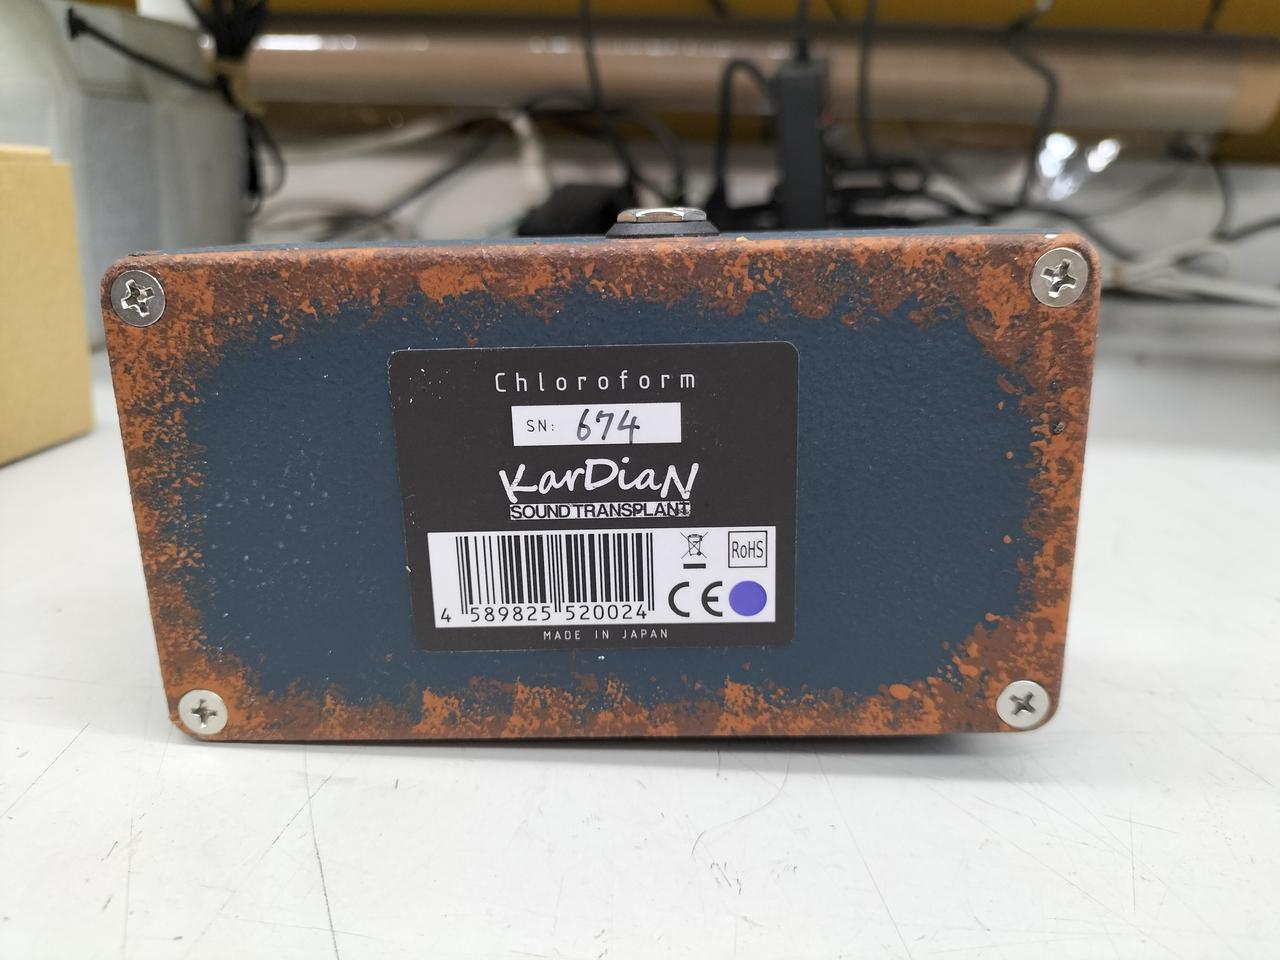 Chloroform
SN: 674
KarDiaN
SOUND TRANSPLANT
RoHS
CE
4 589825 520024
MADE IN JAPAN